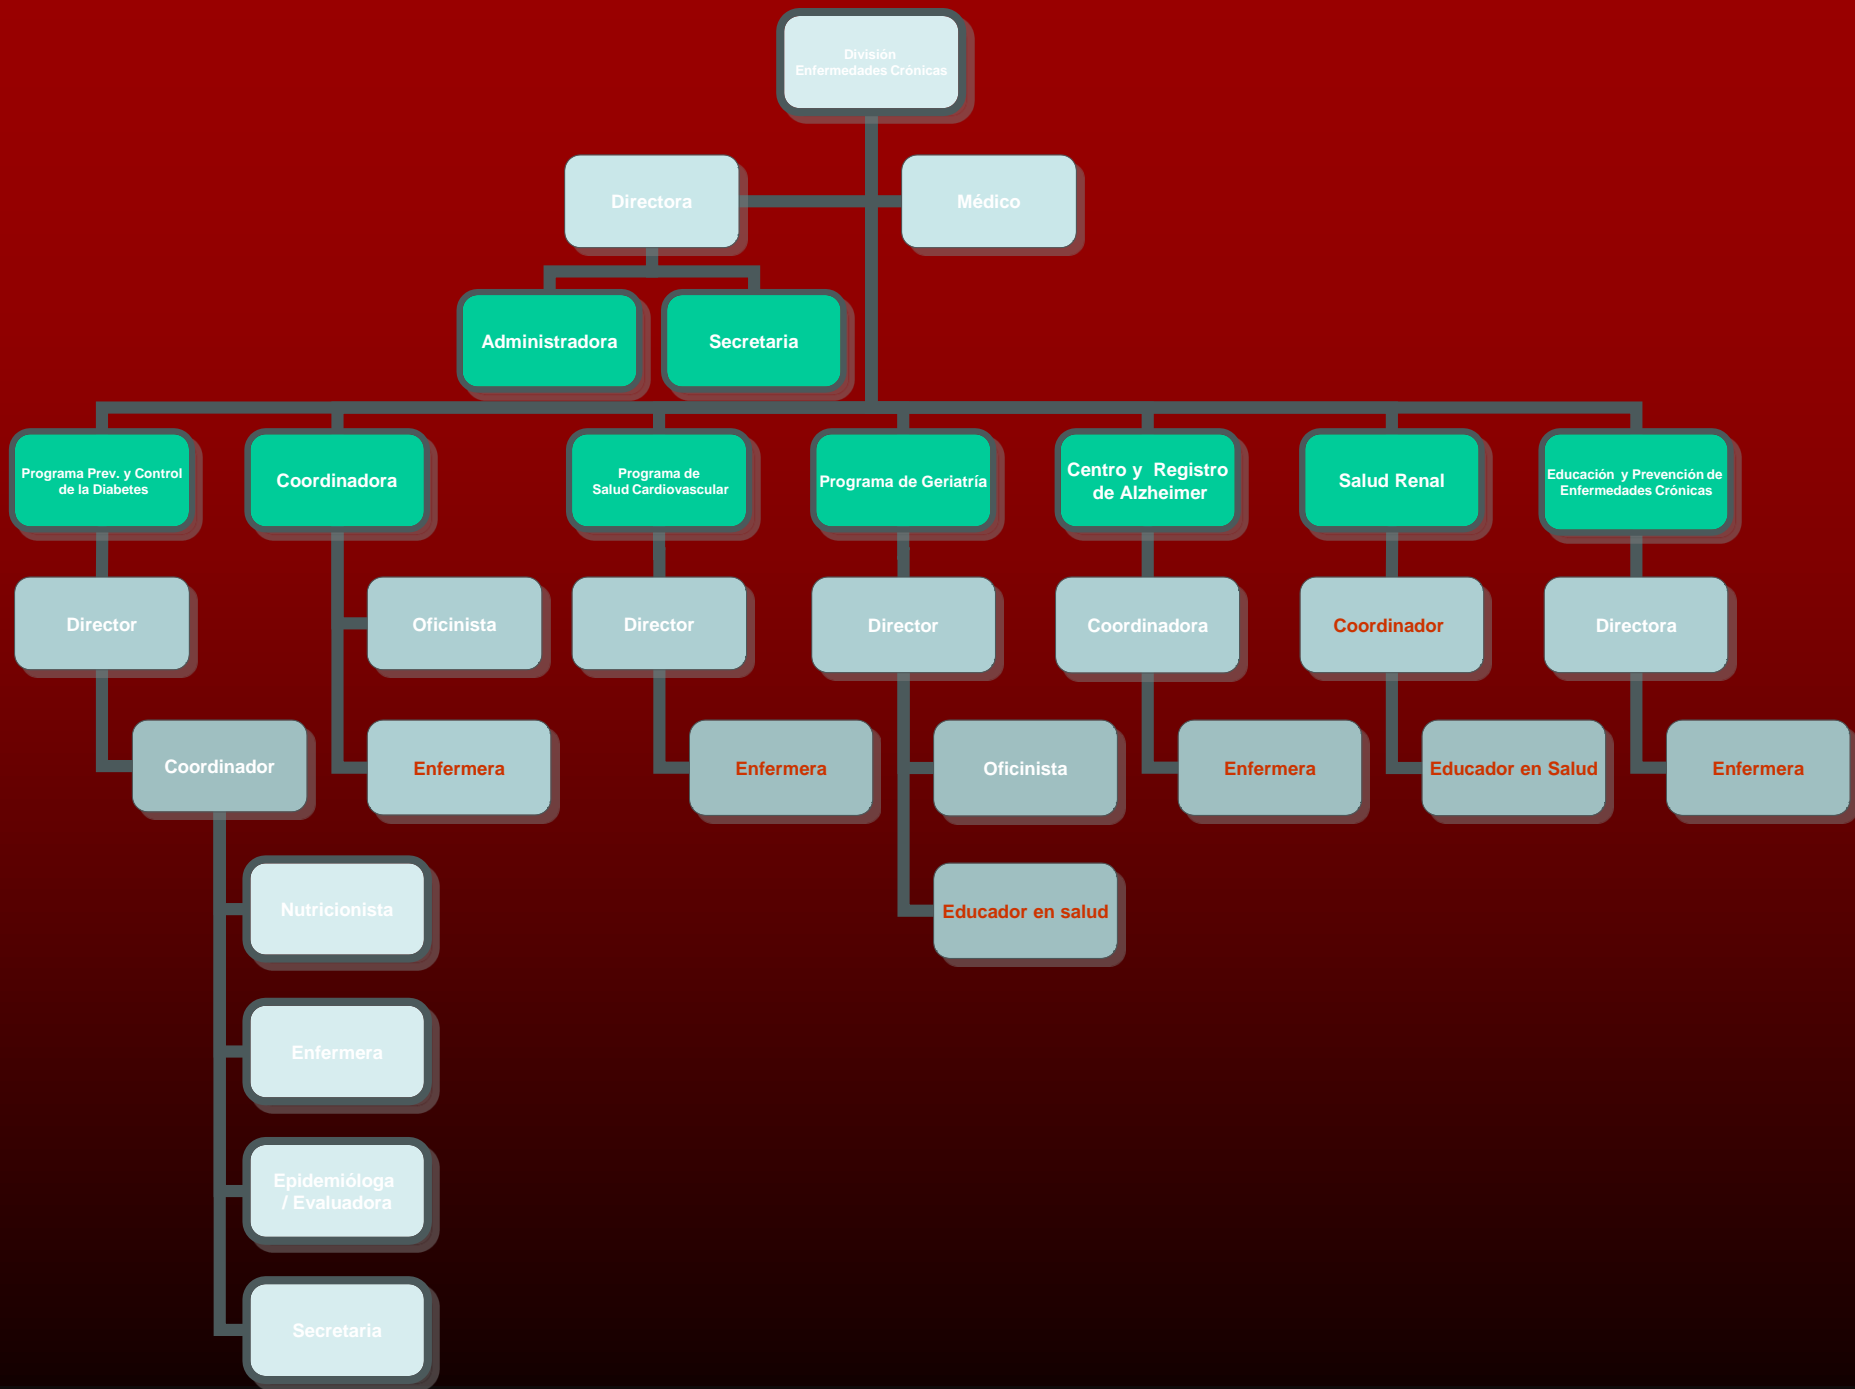 División
Enfermedades Crónicas
Directora
Médico
Administradora
Secretaria
Programa Prev. y Control
de la Diabetes
Coordinadora
Programa de
Salud Cardiovascular
Programa de Geriatría
Centro y Registro
de Alzheimer
Salud Renal
Educación y Prevención de
Enfermedades Crónicas
Director
Oficinista
Director
Director
Coordinadora
Coordinador
Directora
Coordinador
Enfermera
Enfermera
Oficinista
Enfermera
Educador en Salud
Enfermera
Nutricionista
Educador en salud
Enfermera
Epidemióloga
/ Evaluadora
Secretaria